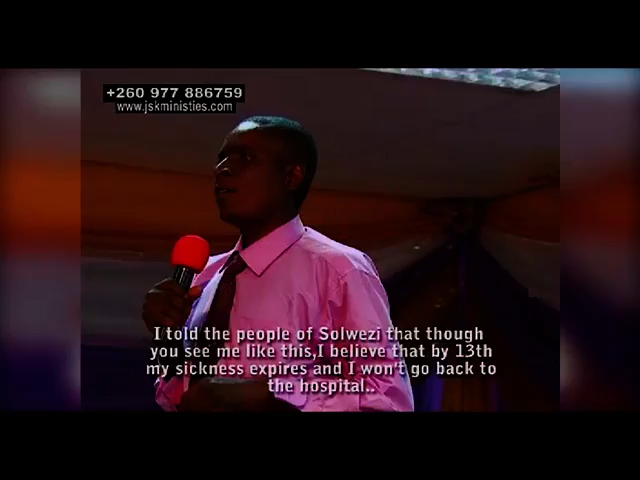 +260 977 886759
www.jskministies.com
I told the people of Solwezi that though
you see me like this,I believe that by 13th
my sickness expires and I won't go back to
the hospital..